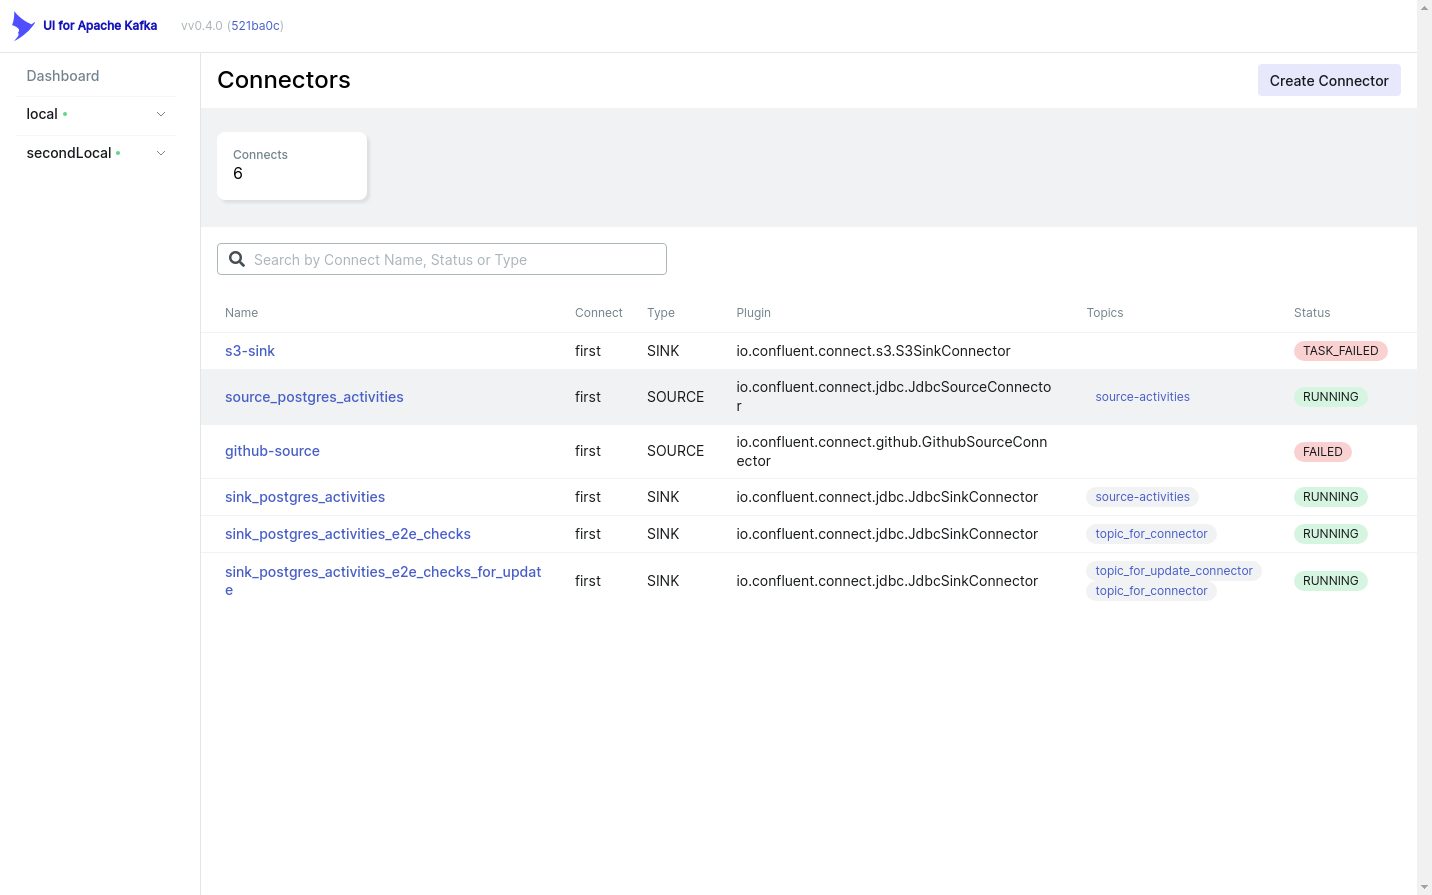 UI for Apache Kafka vv0.4.0 (521ba0c)
Dashboard
local
secondLocal
Connectors
Create Connector
Connects
6
Search by Connect Name, Status or Type
Name Connect Type Plugin Topics Status
s3-sink first SINK io.confluent.connect.s3.S3SinkConnector TASK_FAILED
source_postgres_activities first SOURCE io.confluent.connect.jdbc.JdbcSourceConnecto source-activities RUNNING
r
github-source first SOURCE io.confluent.connect.github.GithubSourceConn FAILED
ector
sink_postgres_activities first SINK io.confluent.connect.jdbc.JdbcSinkConnector source-activities RUNNING
sink_postgres_activities_e2e_checks first SINK io.confluent.connect.jdbc.JdbcSinkConnector topic_for_connector RUNNING
sink_postgres_activities_e2e_checks_for_updat first SINK io.confluent.connect.jdbc.JdbcSinkConnector topic_for_update_connector RUNNING
e topic_for_connector